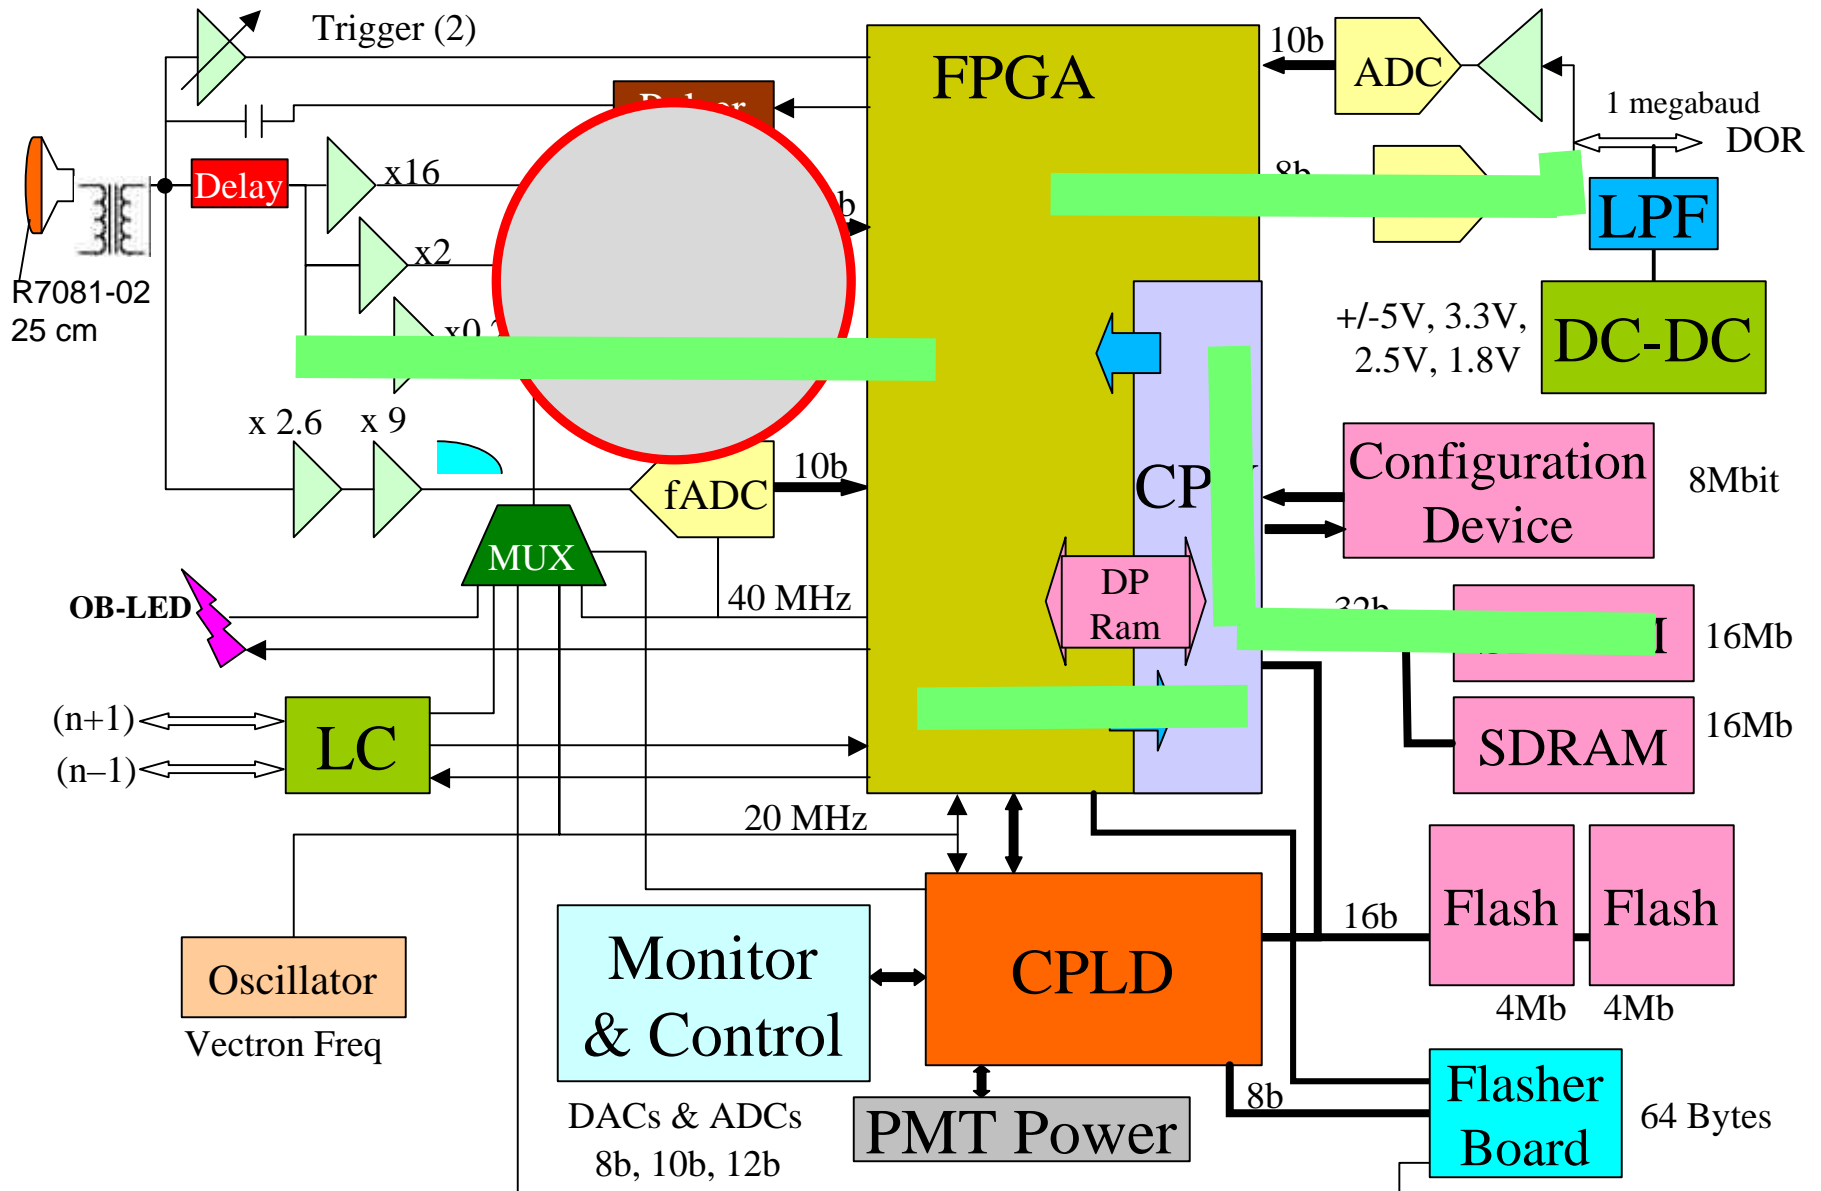 Trigger (2)
FPGA
10b
ADC
1 megabaud
DOR
Delay
x16
8b
b
LPF
x2
R7081-02
25 cm
+/-5V, 3.3V,
2.5V, 1.8V
DC-DC
x 2.6
x 9
10b
fADC
Configuration
Device
8Mbit
MUX
DP
Ram
OB-LED
40 MHz
16Mb
(n+1)
(n–1)
LC
SDRAM
16Mb
20 MHz
Flash
Flash
16b
4Mb
4Mb
Oscillator
Vectron Freq
Monitor
& Control
CPLD
DACs & ADCs
8b, 10b, 12b
PMT Power
8b
Flasher
Board
64 Bytes